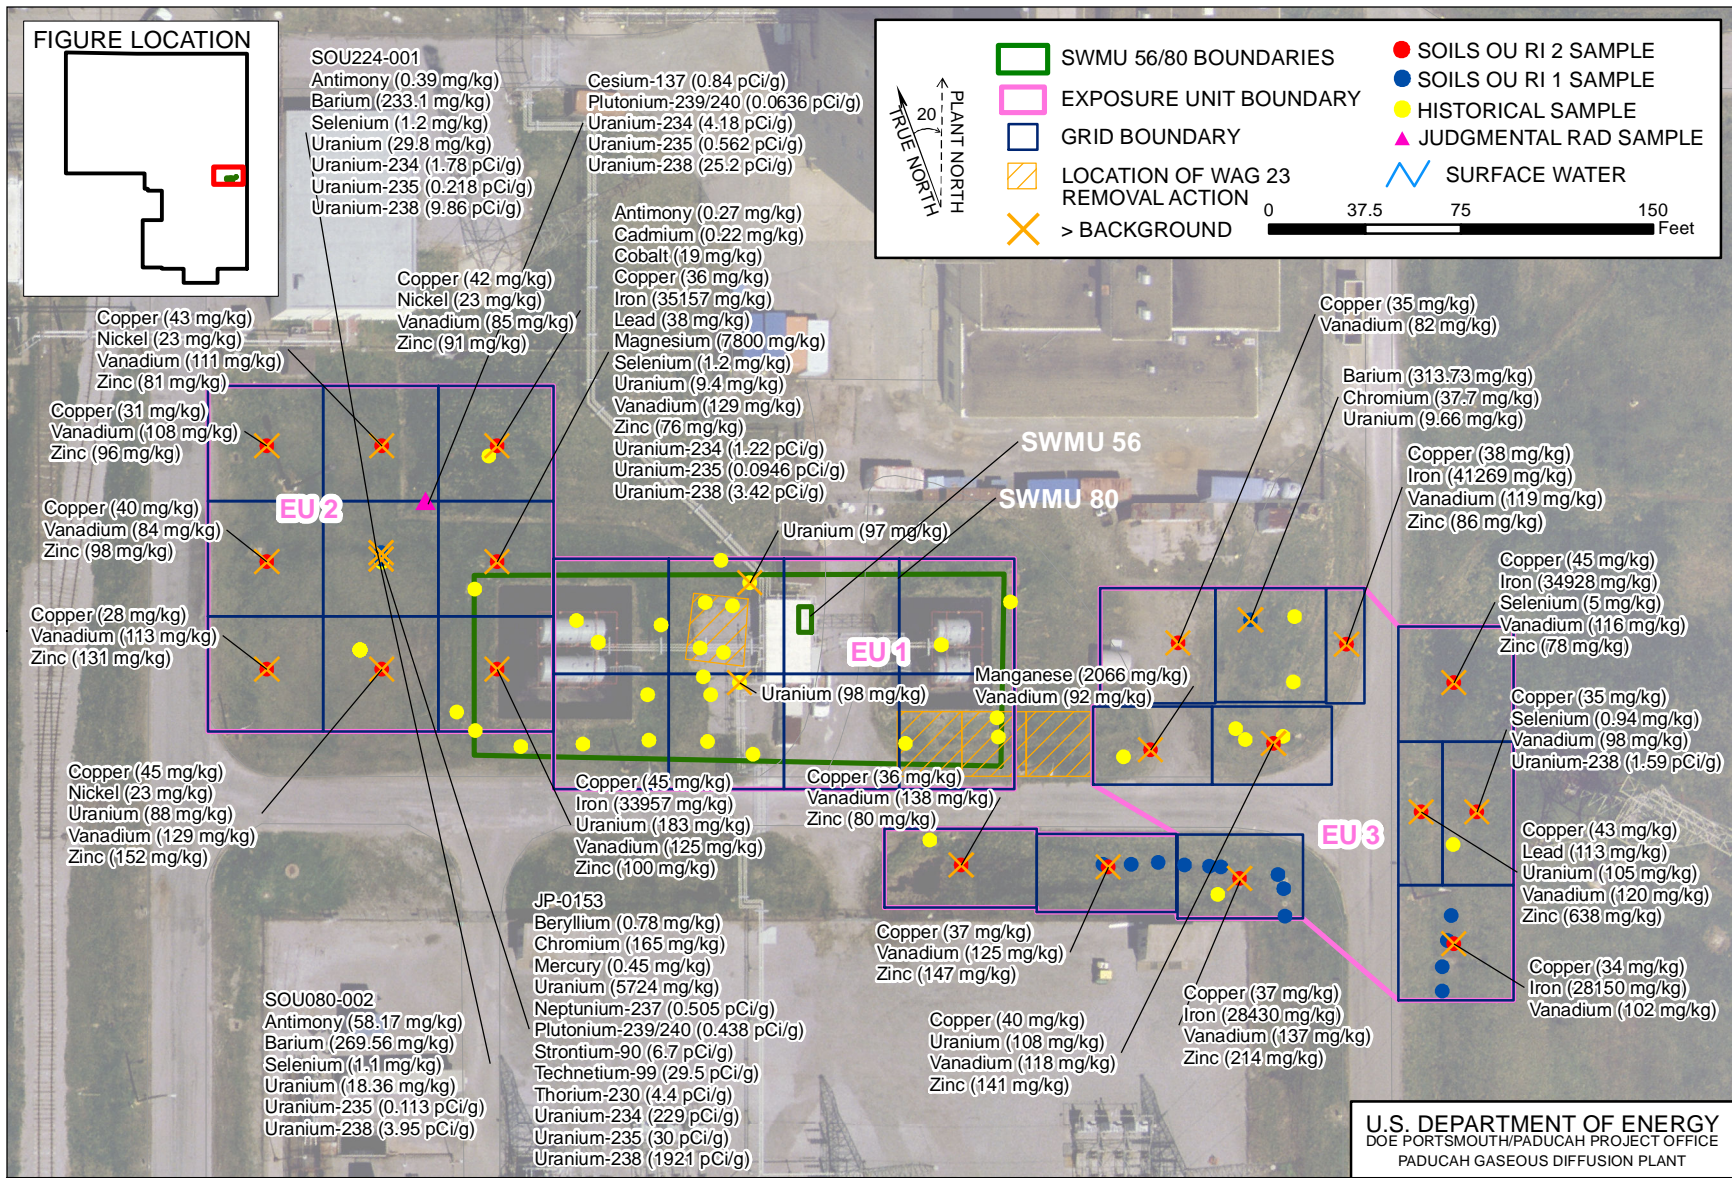 FIGURE LOCATION
SOU224-001
Antimony (0.39 mg/kg)
Barium (233.1 mg/kg)
Selenium (1.2 mg/kg)
Uranium (29.8 mg/kg)
Uranium-234 (1.78 pCi/g)
Uranium-235 (0.218 pCi/g)
Uranium-238 (9.86 pCi/g)
Cesium-137 (0.84 pCi/g)
Plutonium-239/240 (0.0636 pCi/g)
Uranium-234 (4.18 pCi/g)
Uranium-235 (0.562 pCi/g)
Uranium-238 (25.2 pCi/g)
TRUE NORTH
20
PLANT NORTH
SWMU 56/80 BOUNDARIES
EXPOSURE UNIT BOUNDARY
GRID BOUNDARY
LOCATION OF WAG 23
REMOVAL ACTION
> BACKGROUND
SOILS OU RI 2 SAMPLE
SOILS OU RI 1 SAMPLE
HISTORICAL SAMPLE
JUDGMENTAL RAD SAMPLE
SURFACE WATER
0 37.5 75 150
Feet
Antimony (0.27 mg/kg)
Cadmium (0.22 mg/kg)
Cobalt (19 mg/kg)
Copper (36 mg/kg)
Iron (35157 mg/kg)
Lead (38 mg/kg)
Magnesium (7800 mg/kg)
Selenium (1.2 mg/kg)
Uranium (9.4 mg/kg)
Vanadium (129 mg/kg)
Zinc (76 mg/kg)
Uranium-234 (1.22 pCi/g)
Uranium-235 (0.0946 pCi/g)
Uranium-238 (3.42 pCi/g)
Copper (42 mg/kg)
Nickel (23 mg/kg)
Vanadium (85 mg/kg)
Zinc (91 mg/kg)
Copper (43 mg/kg)
Nickel (23 mg/kg)
Vanadium (111 mg/kg)
Zinc (81 mg/kg)
Copper (31 mg/kg)
Vanadium (108 mg/kg)
Zinc (96 mg/kg)
Copper (40 mg/kg)
Vanadium (84 mg/kg)
Zinc (98 mg/kg)
Copper (28 mg/kg)
Vanadium (113 mg/kg)
Zinc (131 mg/kg)
EU 2
SWMU 56
SWMU 80
Uranium (97 mg/kg)
EU 1
Uranium (98 mg/kg)
Manganese (2066 mg/kg)
Vanadium (92 mg/kg)
Copper (35 mg/kg)
Vanadium (82 mg/kg)
Barium (313.73 mg/kg)
Chromium (37.7 mg/kg)
Uranium (9.66 mg/kg)
Copper (38 mg/kg)
Iron (41269 mg/kg)
Vanadium (119 mg/kg)
Zinc (86 mg/kg)
Copper (45 mg/kg)
Iron (34928 mg/kg)
Selenium (5 mg/kg)
Vanadium (116 mg/kg)
Zinc (78 mg/kg)
Copper (35 mg/kg)
Selenium (0.94 mg/kg)
Vanadium (98 mg/kg)
Uranium-238 (1.59 pCi/g)
EU 3
Copper (43 mg/kg)
Lead (113 mg/kg)
Uranium (105 mg/kg)
Vanadium (120 mg/kg)
Zinc (638 mg/kg)
Copper (34 mg/kg)
Iron (28150 mg/kg)
Vanadium (102 mg/kg)
Copper (45 mg/kg)
Nickel (23 mg/kg)
Uranium (88 mg/kg)
Vanadium (129 mg/kg)
Zinc (152 mg/kg)
Copper (45 mg/kg)
Iron (33957 mg/kg)
Uranium (183 mg/kg)
Vanadium (125 mg/kg)
Zinc (100 mg/kg)
Copper (36 mg/kg)
Vanadium (138 mg/kg)
Zinc (80 mg/kg)
Copper (37 mg/kg)
Vanadium (125 mg/kg)
Zinc (147 mg/kg)
Copper (40 mg/kg)
Uranium (108 mg/kg)
Vanadium (118 mg/kg)
Zinc (141 mg/kg)
Copper (37 mg/kg)
Iron (28430 mg/kg)
Vanadium (137 mg/kg)
Zinc (214 mg/kg)
JP-0153
Beryllium (0.78 mg/kg)
Chromium (165 mg/kg)
Mercury (0.45 mg/kg)
Uranium (5724 mg/kg)
Neptunium-237 (0.505 pCi/g)
Plutonium-239/240 (0.438 pCi/g)
Strontium-90 (6.7 pCi/g)
Technetium-99 (29.5 pCi/g)
Thorium-230 (4.4 pCi/g)
Uranium-234 (229 pCi/g)
Uranium-235 (30 pCi/g)
Uranium-238 (1921 pCi/g)
SOU080-002
Antimony (58.17 mg/kg)
Barium (269.56 mg/kg)
Selenium (1.1 mg/kg)
Uranium (18.36 mg/kg)
Uranium-235 (0.113 pCi/g)
Uranium-238 (3.95 pCi/g)
U.S. DEPARTMENT OF ENERGY
DOE PORTSMOUTH/PADUCAH PROJECT OFFICE
PADUCAH GASEOUS DIFFUSION PLANT